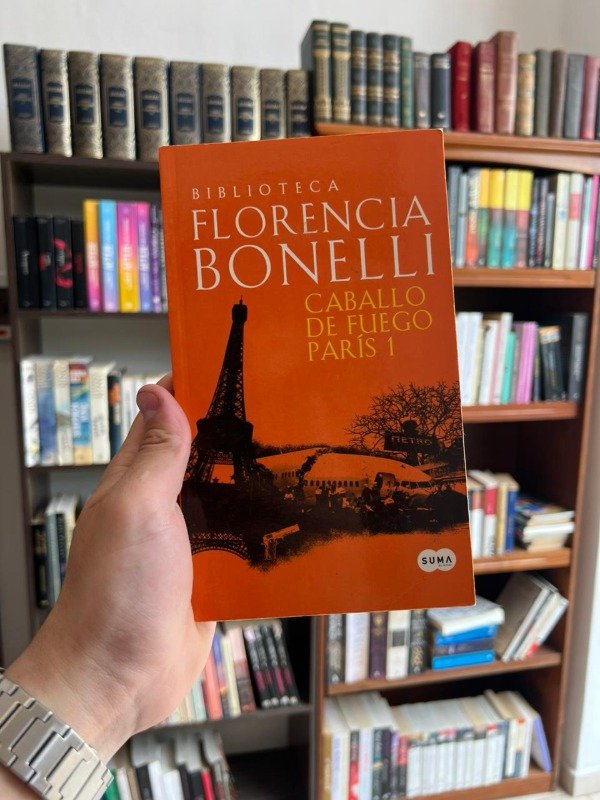 BIBLIOTECA
FLORENCIA
BONELLI
CABALLO
DE FUEGO
PARÍS 1
METRO
SUMA